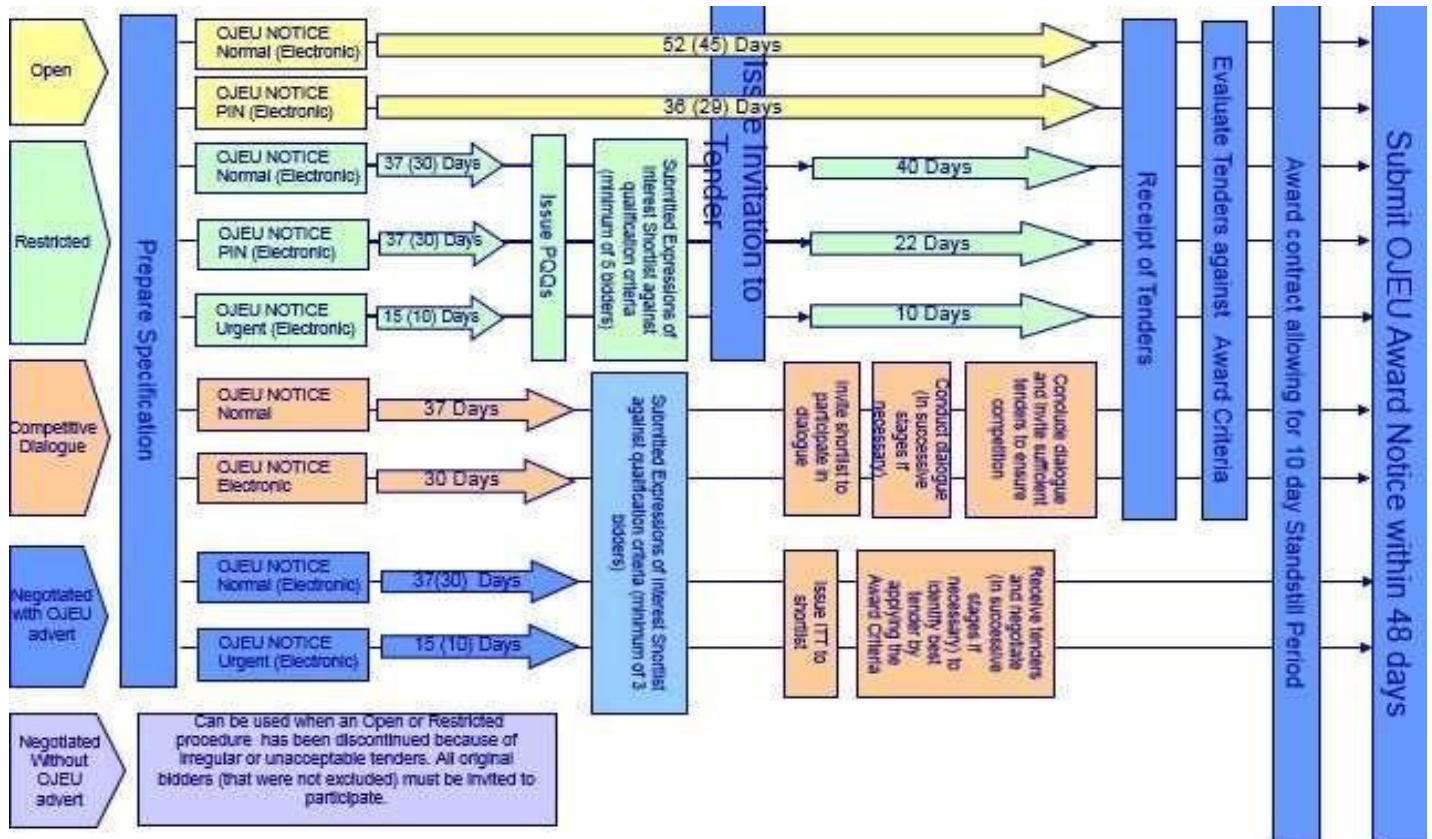 Open
OJEU NOTICE
Normal (Electronic)
52 (45) Days
OJEU NOTICE
PIN (Electronic)
36 (29) Days
Restricted
OJEU NOTICE
Normal (Electronic)
37 (30) Days
40 Days
OJEU NOTICE
PIN (Electronic)
37 (30) Days
22 Days
OJEU NOTICE
Urgent (Electronic)
15 (10) Days
10 Days
Competitive
Dialogue
OJEU NOTICE
Normal
37 Days
OJEU NOTICE
Electronic
30 Days
Negotiated
with OJEU
advert
OJEU NOTICE
Normal (Electronic)
37(30) Days
OJEU NOTICE
Urgent (Electronic)
15 (10) Days
Negotiated
Without
OJEU
advert
Can be used when an Open or Restricted
procedure has been discontinued because of
irregular or unacceptable tenders. All original
bidders (that were not excluded) must be invited to
participate.
Prepare Specification
Issue PQQs
Submitted Expressions of
Interest Shortlist against
qualification criteria
(minimum of 5 bidders)
Issue Invitation to
Tender
Submitted Expressions of interest Shortlist
against qualification criteria (minimum of 3
bidders)
Invite shortlist to
participate in
dialogue
Conduct dialogue
(in successive
stages if
necessary)
Conclude dialogue
and invite sufficient
tenders to ensure
competition
Issue ITT to
shortlist
Receive tenders
and negotiate
(in successive
stages if
necessary) to
identify best
tender by
applying the
Award Criteria
Receipt of Tenders
Evaluate Tenders against Award Criteria
Award contract allowing for 10 day Standstill Period
Submit OJEU Award Notice within 48 days